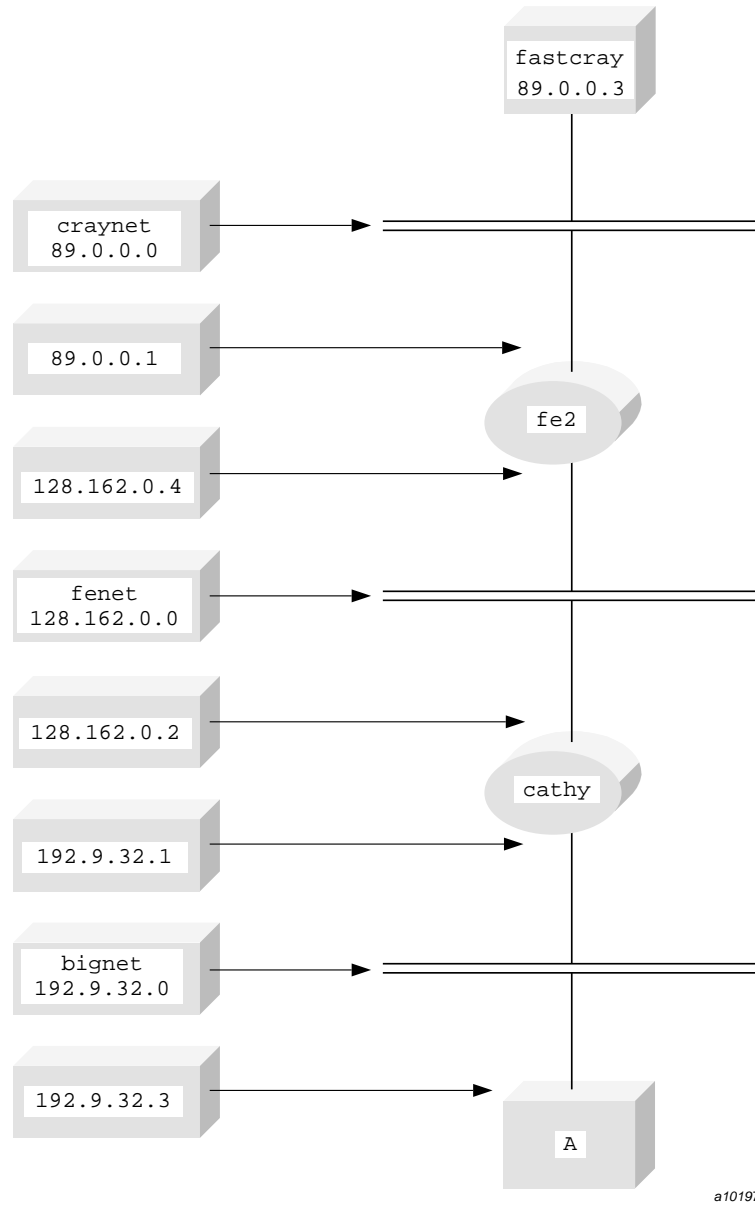 fastcray
89.0.0.3
craynet
89.0.0.0
89.0.0.1
fe2
128.162.0.4
fenet
128.162.0.0
128.162.0.2
cathy
192.9.32.1
bignet
192.9.32.0
192.9.32.3
A
a10197